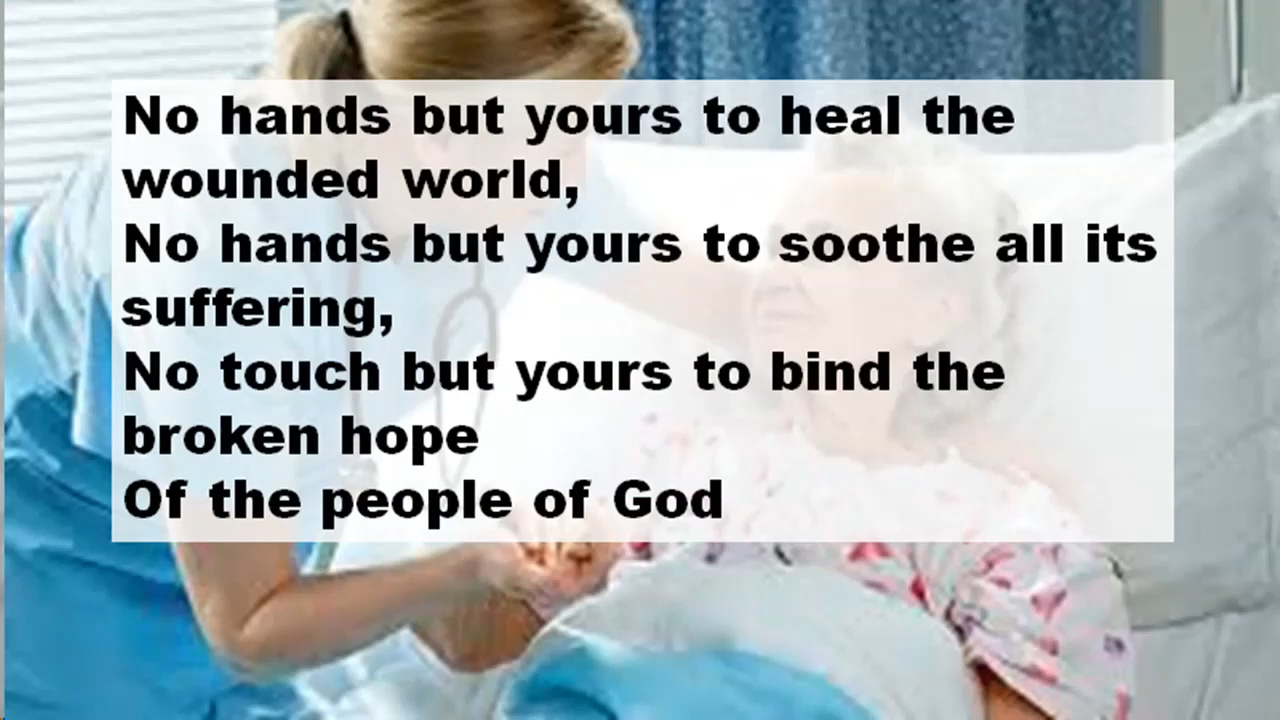 No hands but yours to heal the
wounded world,
No hands but yours to soothe all its
suffering,
No touch but yours to bind the
broken hope
Of the people of God